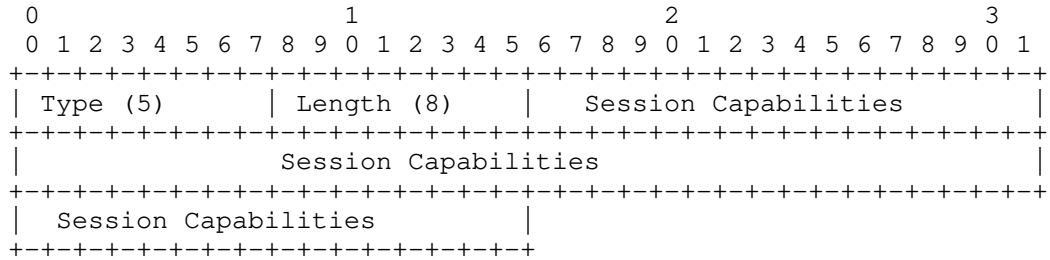 0                   1                   2                   3
 0 1 2 3 4 5 6 7 8 9 0 1 2 3 4 5 6 7 8 9 0 1 2 3 4 5 6 7 8 9 0 1
+-+-+-+-+-+-+-+-+-+-+-+-+-+-+-+-+-+-+-+-+-+-+-+-+-+-+-+-+-+-+-+-+
| Type (5)      | Length (8)    |   Session Capabilities        |
+-+-+-+-+-+-+-+-+-+-+-+-+-+-+-+-+-+-+-+-+-+-+-+-+-+-+-+-+-+-+-+-+
|                Session Capabilities                           |
+-+-+-+-+-+-+-+-+-+-+-+-+-+-+-+-+-+-+-+-+-+-+-+-+-+-+-+-+-+-+-+-+
|  Session Capabilities         |
+-+-+-+-+-+-+-+-+-+-+-+-+-+-+-+-+